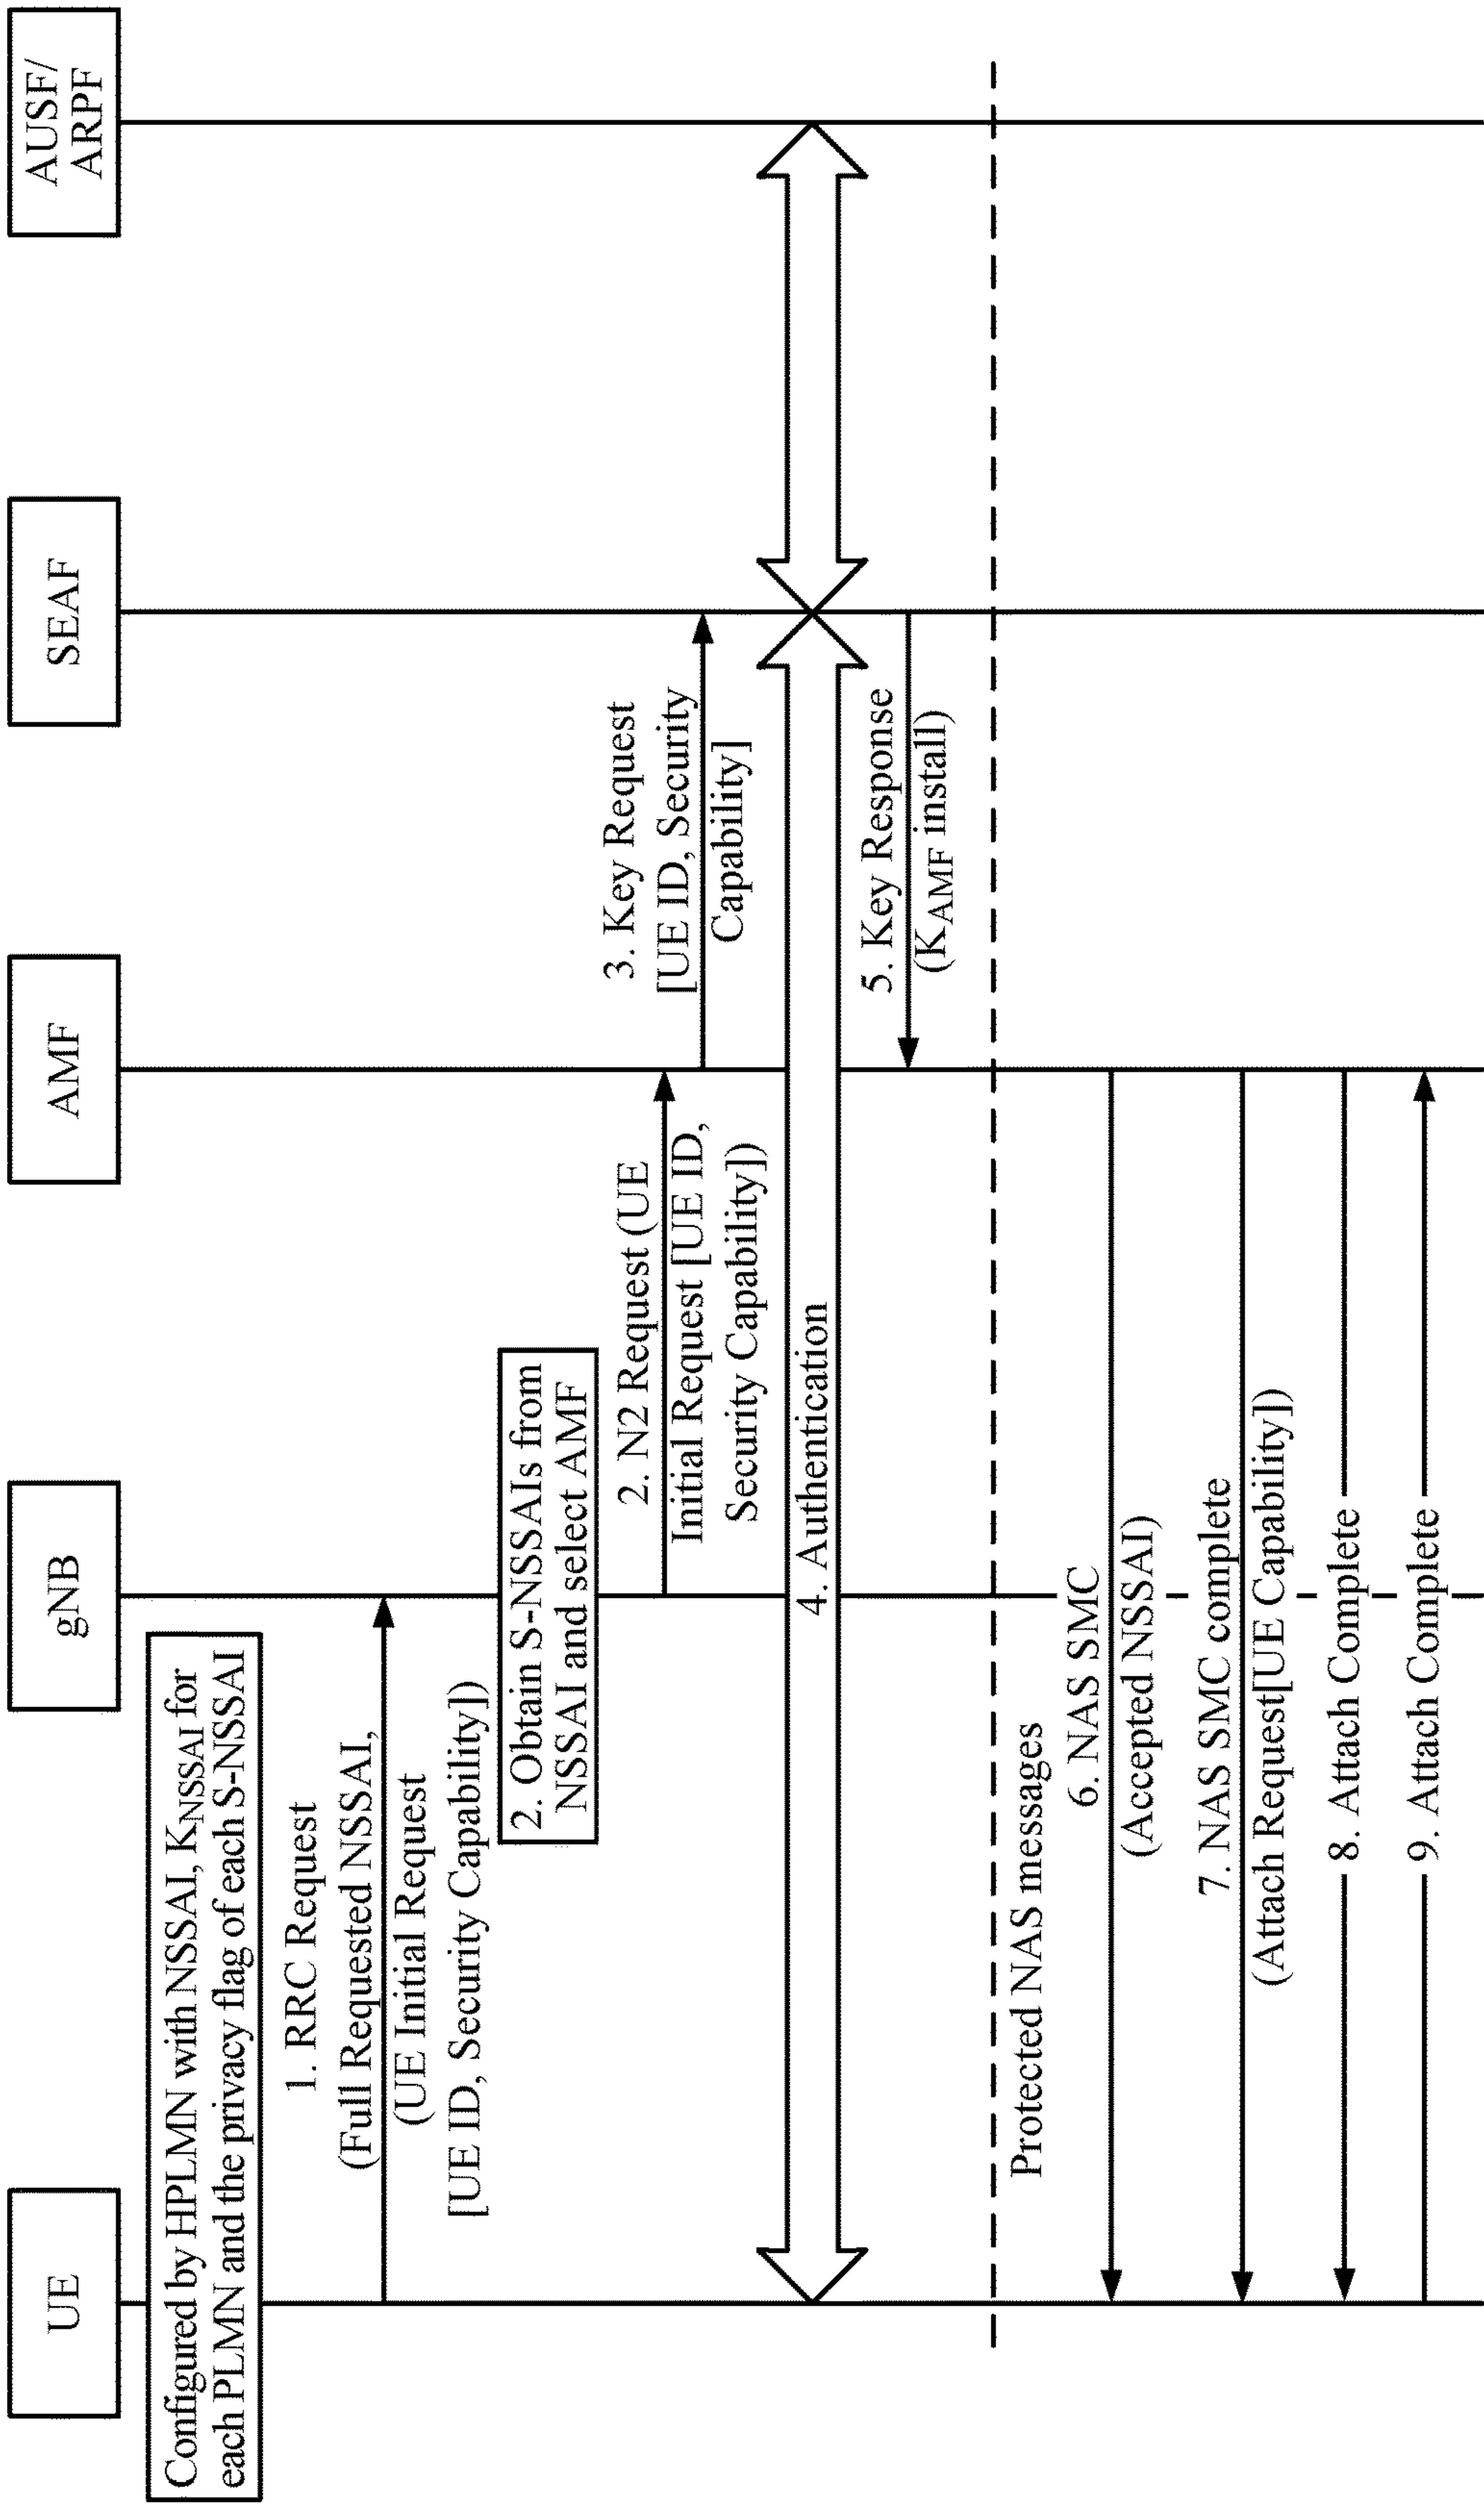 UE
gNB
AMF
SEAF
AUSF/
ARPF
Configured by HPLMN with NSSAI, KNSSAI for
each PLMN and the privacy flag of each S-NSSAI
1. RRC Request
(Full Requested NSSAI,
(UE Initial Request
[UE ID, Security Capability])
2. Obtain S-NSSAIs from
NSSAI and select AMF
2. N2 Request (UE
Initial Request [UE ID,
Security Capability])
3. Key Request
[UE ID, Security
Capability]
4. Authentication
5. Key Response
(KAMF install)
Protected NAS messages
6. NAS SMC
(Accepted NSSAI)
7. NAS SMC complete
(Attach Request[UE Capability])
8. Attach Complete
9. Attach Complete